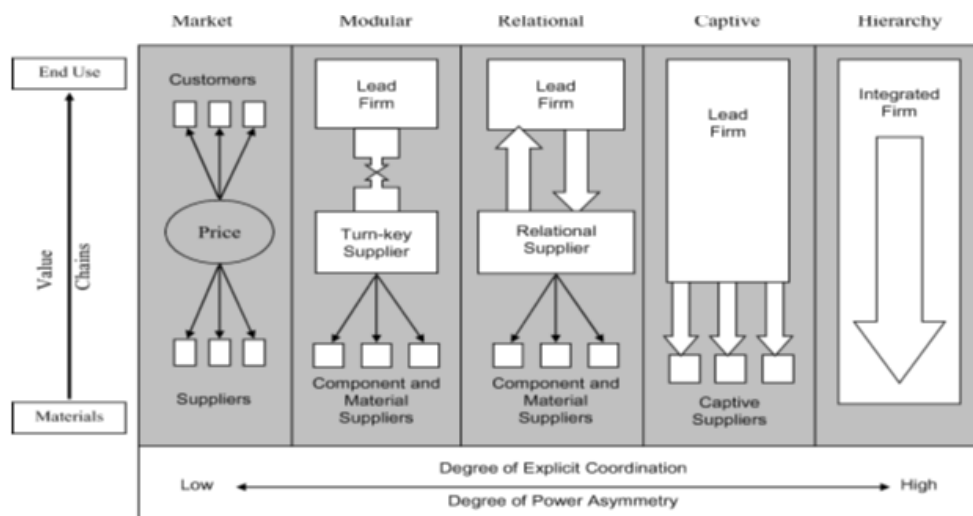 Market Modular Relational Captive Hierarchy
End Use
Value
Chains
Materials
Customers
Price
Suppliers
Lead
Firm
Turn-key
Supplier
Component and
Material
Suppliers
Lead
Firm
Relational
Supplier
Component and
Material
Suppliers
Lead
Firm
Captive
Suppliers
Integrated
Firm
Degree of Explicit Coordination
Low High
Degree of Power Asymmetry